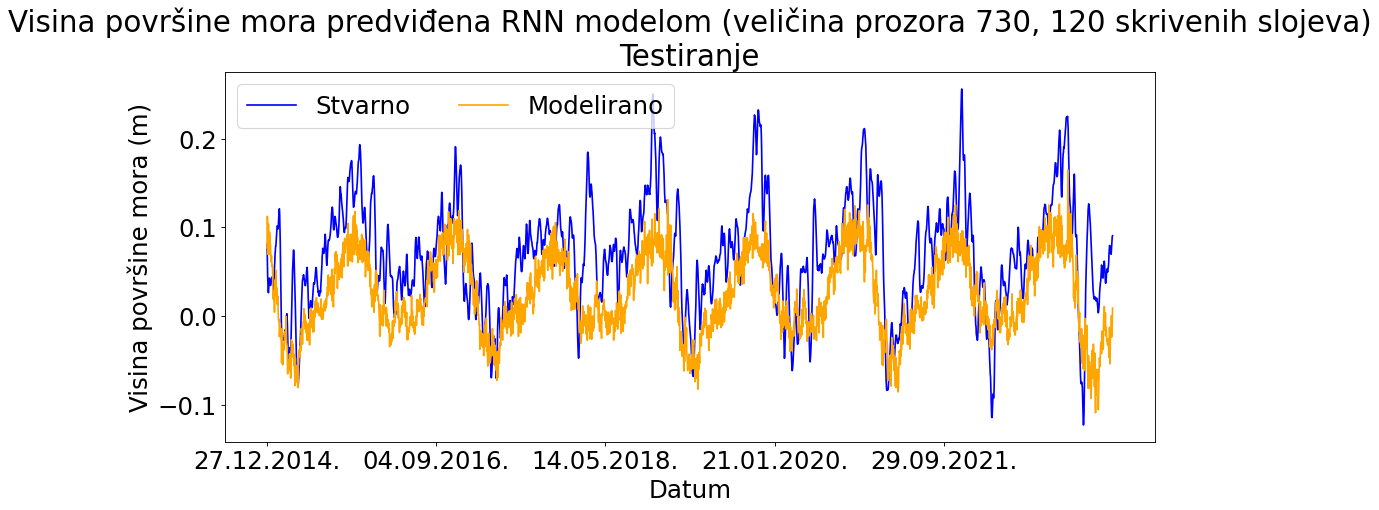 Visina površine mora predviđena RNN modelom (veličina prozora 730, 120 skrivenih slojeva)
Testiranje
Stvarno
Modelirano
Visina površine mora (m)
0.2
0.1
0.0
−0.1
27.12.2014.
04.09.2016.
14.05.2018.
21.01.2020.
29.09.2021.
Datum